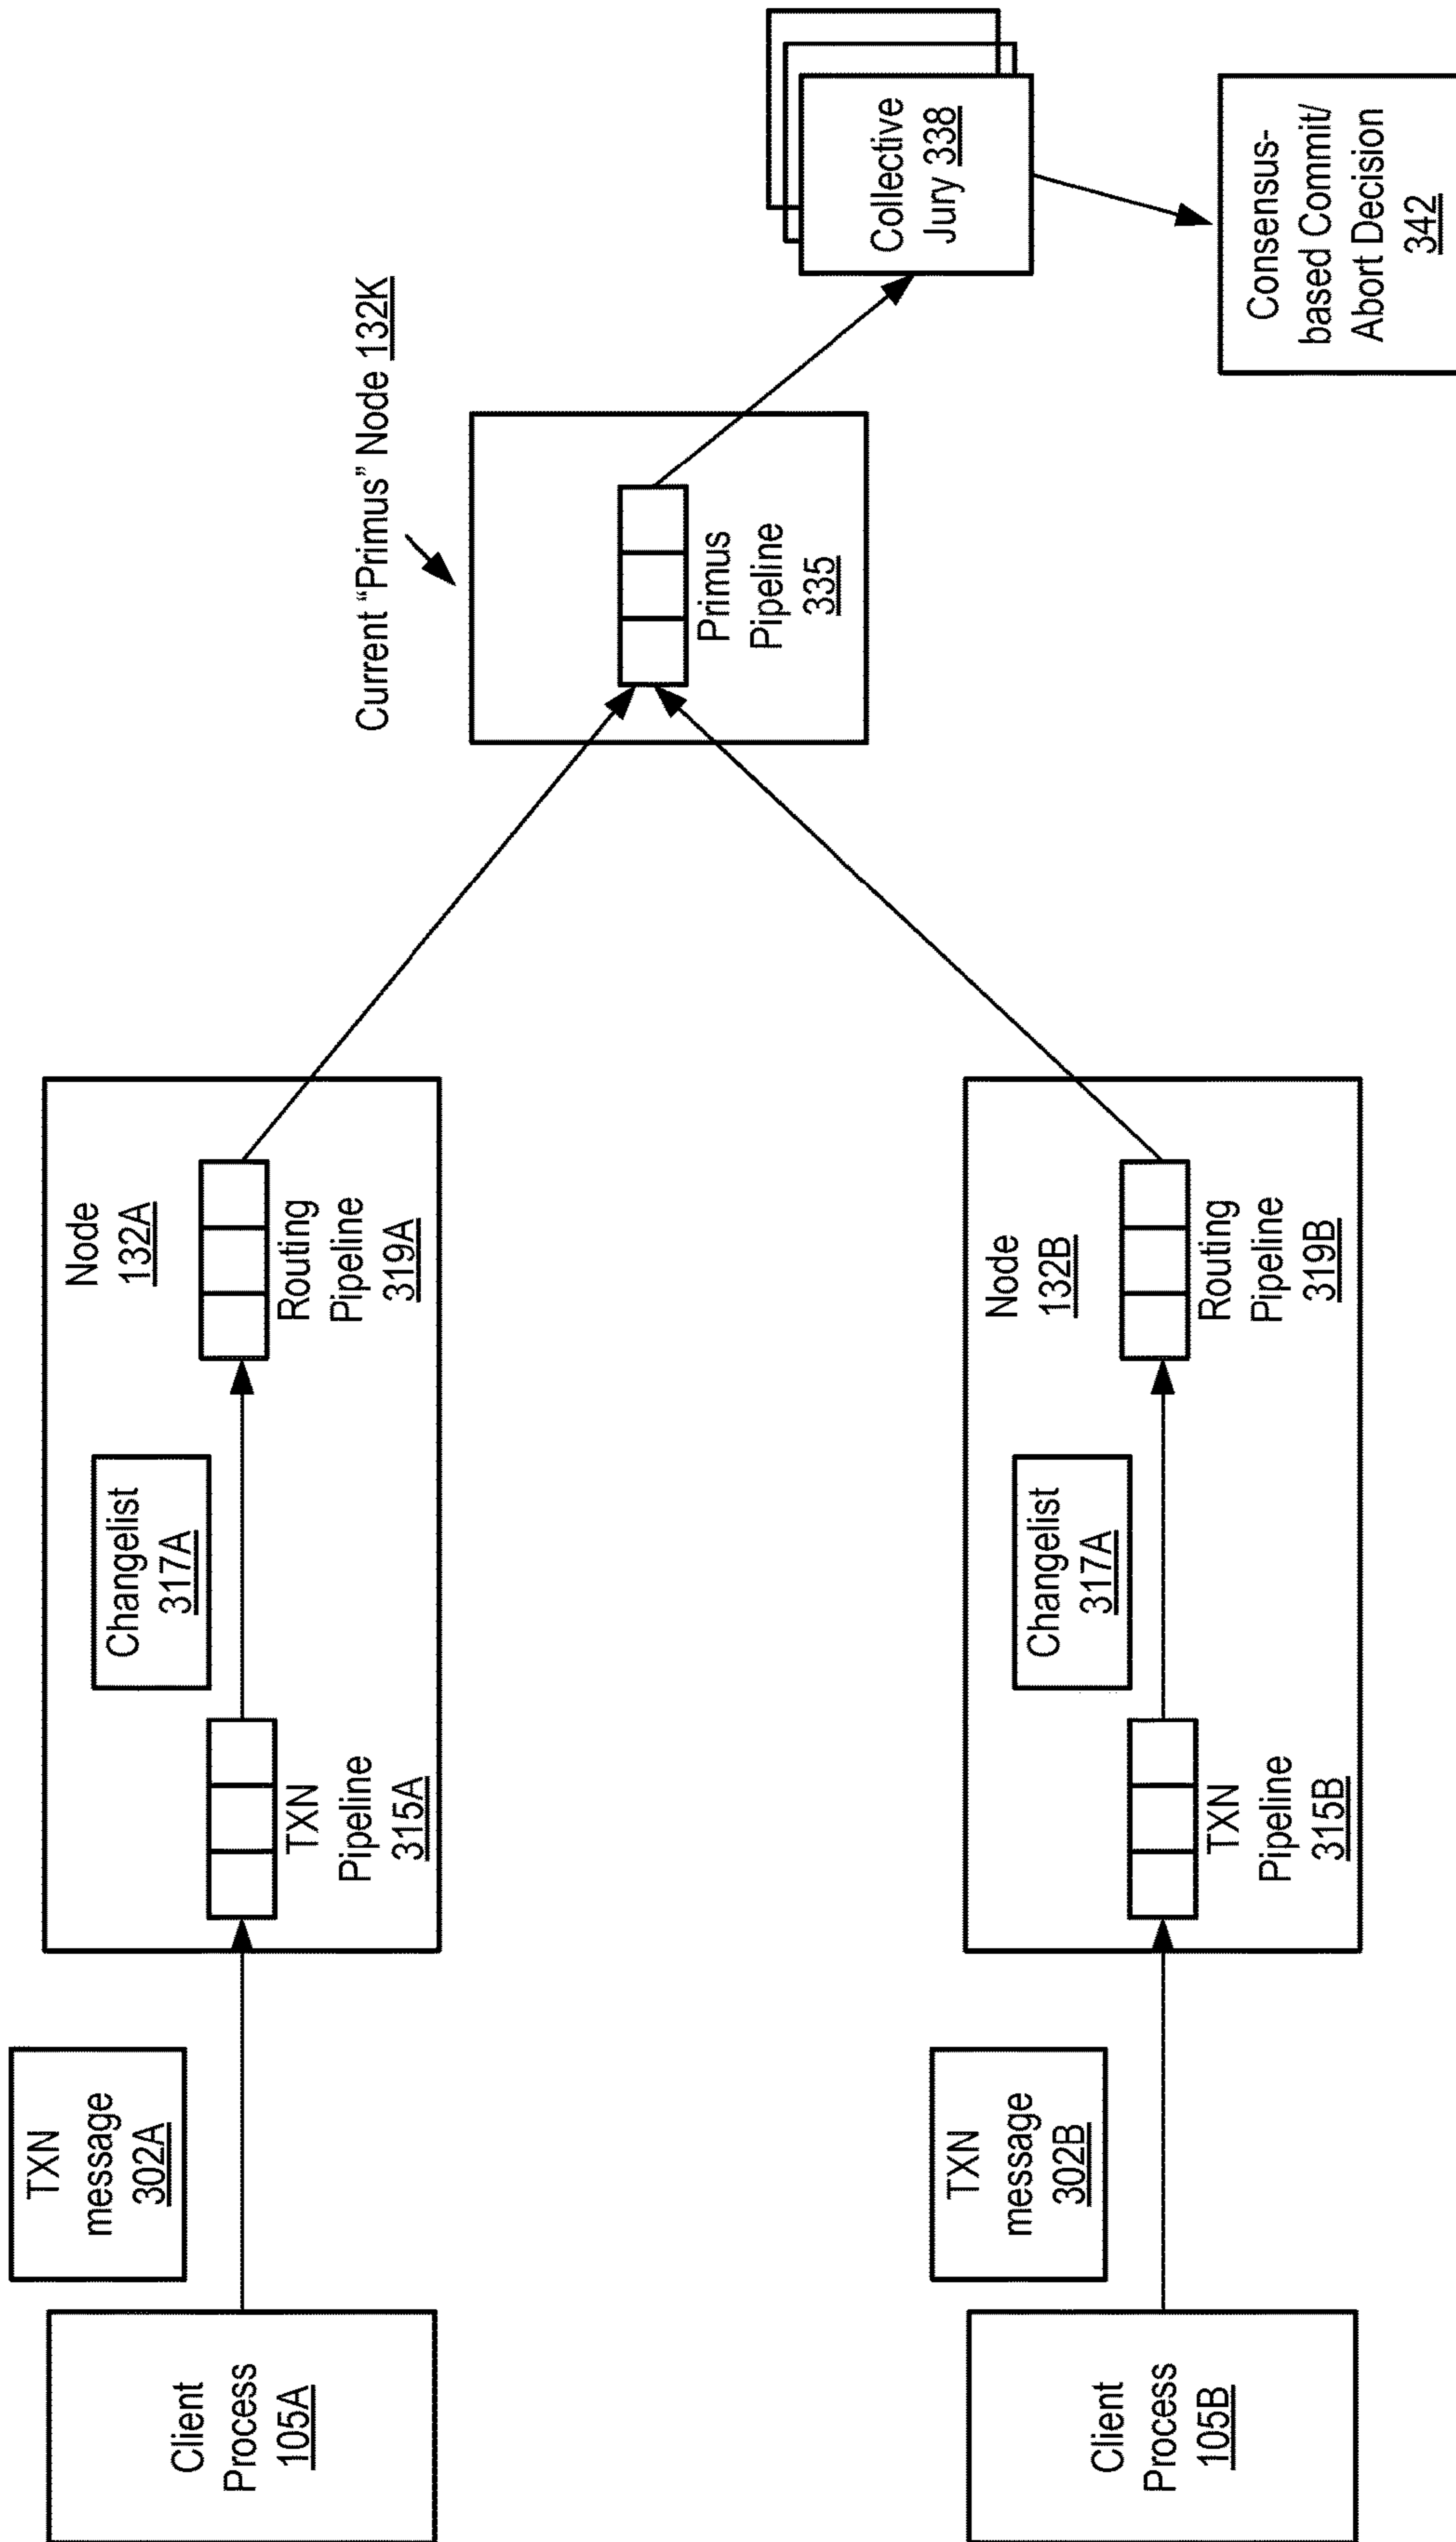 Client
Process
105A
TXN
message
302A
TXN
Pipeline
315A
Changelist
317A
Node
132A
Routing
Pipeline
319A
Client
Process
105B
TXN
message
302B
TXN
Pipeline
315B
Changelist
317A
Node
132B
Routing
Pipeline
319B
Current “Primus” Node 132K
Primus
Pipeline
335
Collective
Jury 338
Consensus-
based Commit/
Abort Decision
342